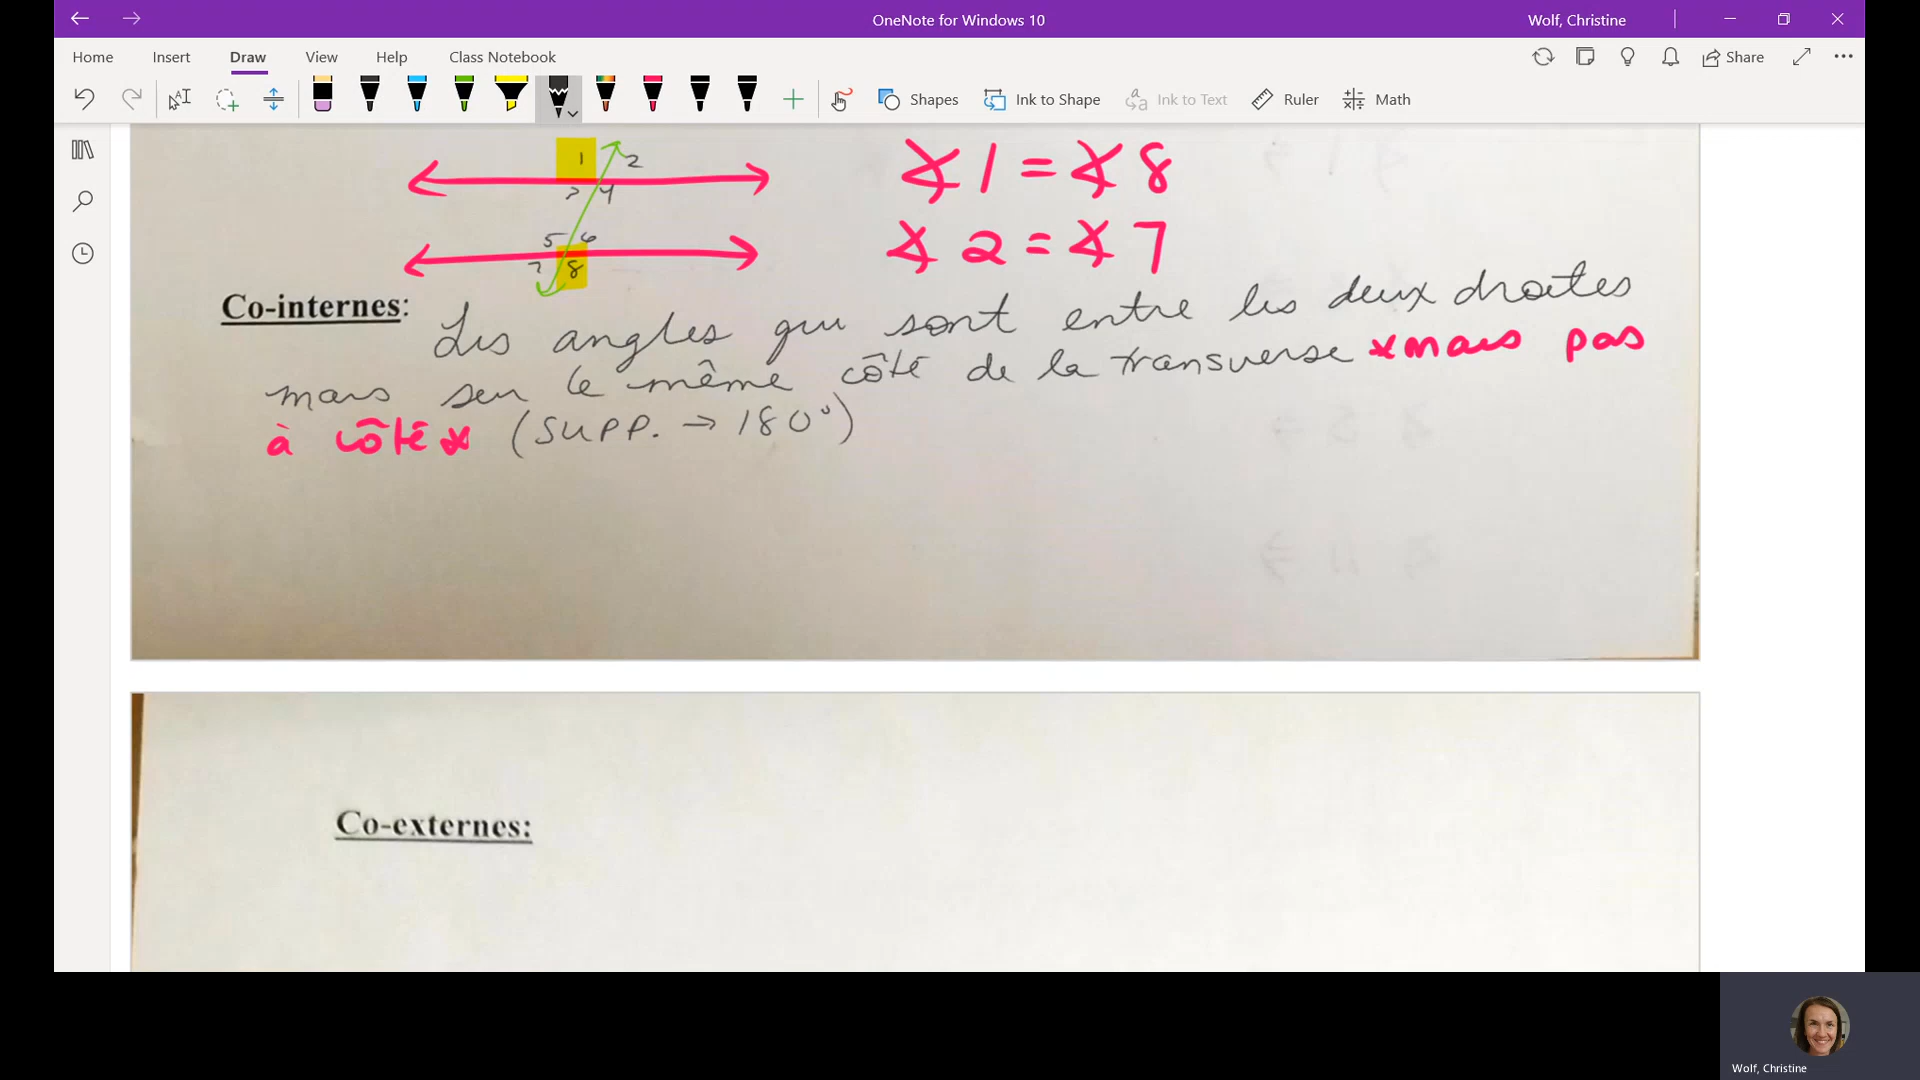 OneNote for Windows 10
Wolf, Christine
Home Insert Draw View Help Class Notebook
Share
Shapes Ink to Shape Ink to Text Ruler Math
1 2
3 4
5 6
7 8
∡1 = ∡8
∡2 = ∡7
Co-internes: Les angles qui sont entre les deux droites
mais sur le même côté de la transverse *mais pas
à côté* (SUPP. → 180°)
Co-externes:
Wolf, Christine